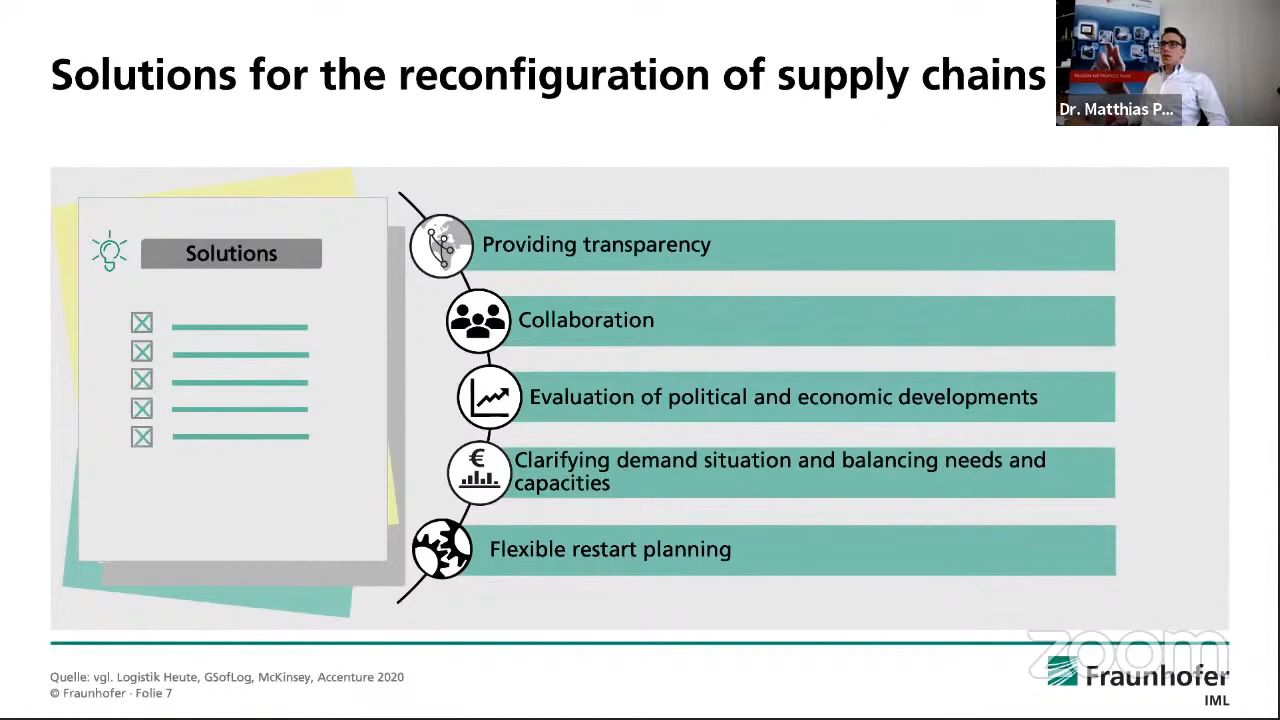 Solutions for the reconfiguration of supply chains
Dr. Matthias P...
Solutions
Providing transparency
Collaboration
Evaluation of political and economic developments
€
Clarifying demand situation and balancing needs and
capacities
Flexible restart planning
zoom
Quelle: vgl. Logistik Heute, GSofLog, McKinsey, Accenture 2020
© Fraunhofer · Folie 7
Fraunhofer
IML